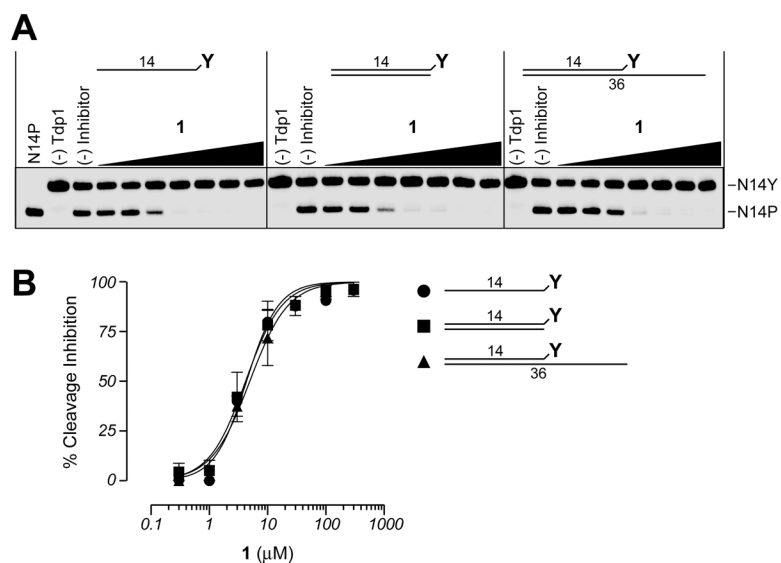 A
14 Y
14 Y
14 Y
36
N14P
(-) Tdp1
(-) Inhibitor
1
(-) Tdp1
(-) Inhibitor
1
(-) Tdp1
(-) Inhibitor
1
–N14Y
–N14P
B
% Cleavage Inhibition
100
75
50
25
0
0.1 1 10 100 1000
1 (μM)
14 Y
14 Y
14 Y
36